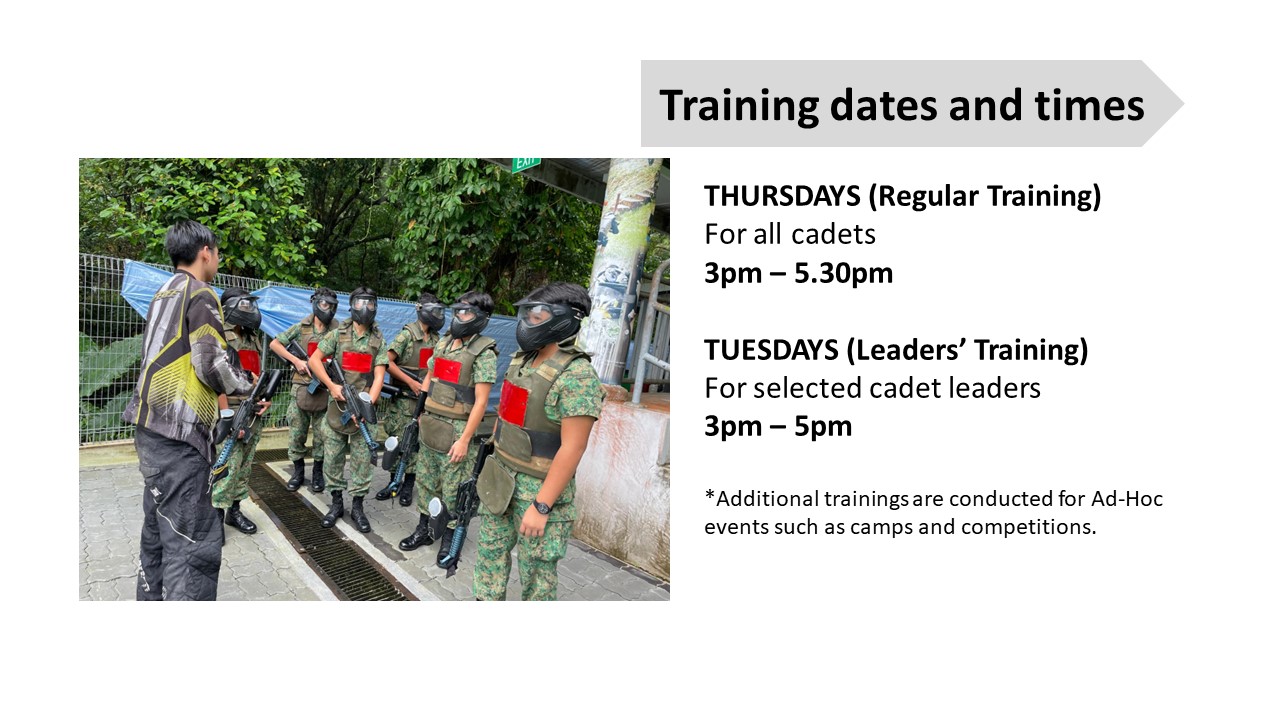 Training dates and times
EXIT
THURSDAYS (Regular Training)
For all cadets
3pm – 5.30pm
TUESDAYS (Leaders’ Training)
For selected cadet leaders
3pm – 5pm
*Additional trainings are conducted for Ad-Hoc
events such as camps and competitions.